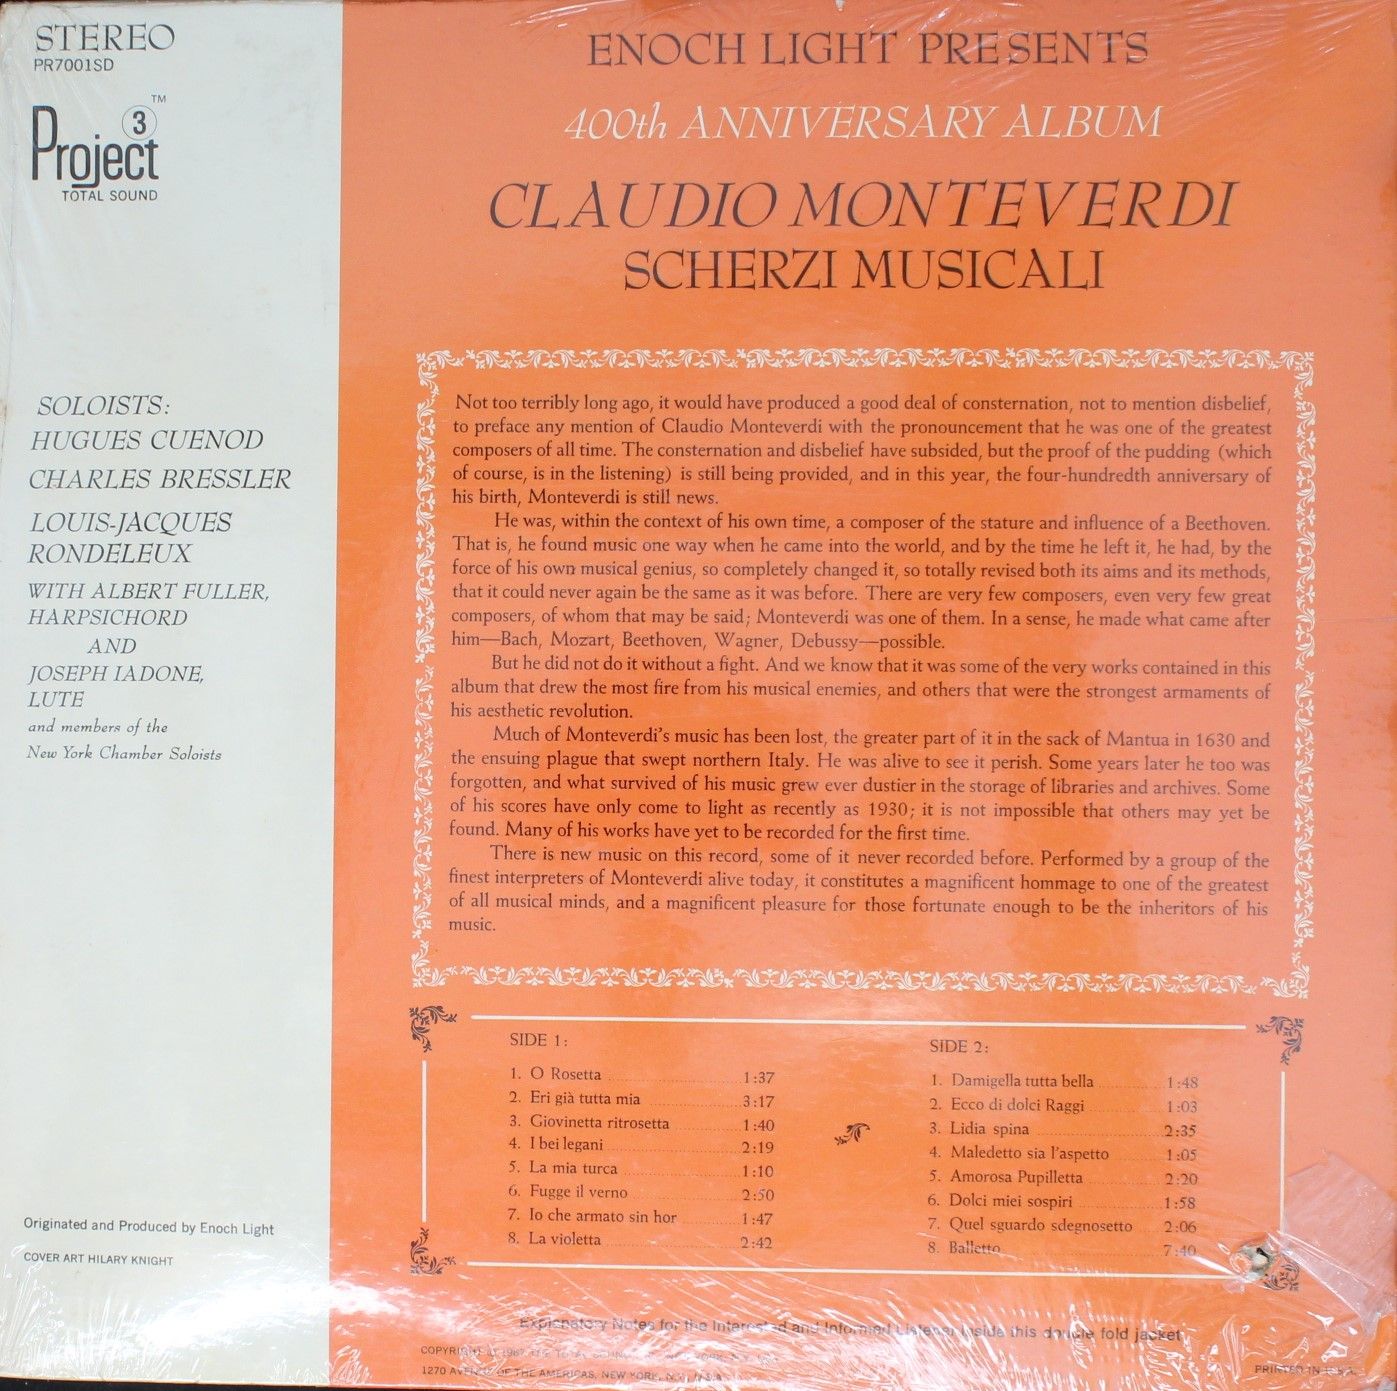 STEREO
PR7001SD
Project 3 TM
TOTAL SOUND
SOLOISTS:
HUGUES CUENOD
CHARLES BRESSLER
LOUIS-JACQUES
RONDELEUX
WITH ALBERT FULLER,
HARPSICHORD
AND
JOSEPH IADONE,
LUTE
and members of the
New York Chamber Soloists
Originated and Produced by Enoch Light
COVER ART HILARY KNIGHT
ENOCH LIGHT PRESENTS
400th ANNIVERSARY ALBUM
CLAUDIO MONTEVERDI
SCHERZI MUSICALI
Not too terribly long ago, it would have produced a good deal of consternation, not to mention disbelief,
to preface any mention of Claudio Monteverdi with the pronouncement that he was one of the greatest
composers of all time. The consternation and disbelief have subsided, but the proof of the pudding (which
of course, is in the listening) is still being provided, and in this year, the four-hundredth anniversary of
his birth, Monteverdi is still news.
He was, within the context of his own time, a composer of the stature and influence of a Beethoven.
That is, he found music one way when he came into the world, and by the time he left it, he had, by the
force of his own musical genius, so completely changed it, so totally revised both its aims and its methods,
that it could never again be the same as it was before. There are very few composers, even very few great
composers, of whom that may be said; Monteverdi was one of them. In a sense, he made what came after
him—Bach, Mozart, Beethoven, Wagner, Debussy—possible.
But he did not do it without a fight. And we know that it was some of the very works contained in this
album that drew the most fire from his musical enemies, and others that were the strongest armaments of
his aesthetic revolution.
Much of Monteverdi's music has been lost, the greater part of it in the sack of Mantua in 1630 and
the ensuing plague that swept northern Italy. He was alive to see it perish. Some years later he too was
forgotten, and what survived of his music grew ever dustier in the storage of libraries and archives. Some
of his scores have only come to light as recently as 1930; it is not impossible that others may yet be
found. Many of his works have yet to be recorded for the first time.
There is new music on this record, some of it never recorded before. Performed by a group of the
finest interpreters of Monteverdi alive today, it constitutes a magnificent hommage to one of the greatest
of all musical minds, and a magnificent pleasure for those fortunate enough to be the inheritors of his
music.
SIDE 1:
1. O Rosetta 1:37
2. Eri già tutta mia 3:17
3. Giovinetta ritrosetta 1:40
4. I bei legani 2:19
5. La mia turca 1:10
6. Fugge il verno 2:50
7. Io che armato sin hor 1:47
8. La violetta 2:42
SIDE 2:
1. Damigella tutta bella 1:48
2. Ecco di dolci Raggi 1:03
3. Lidia spina 2:35
4. Maledetto sia l'aspetto 1:05
5. Amorosa Pupilletta 2:20
6. Dolci miei sospiri 1:58
7. Quel sguardo sdegnosetto 2:06
8. Balletto 7:40
Explanatory Notes for the Interested and Informed Listener inside this double fold jacket
COPYRIGHT © 1967 THE TOTAL SOUND, NEW YORK, N.Y.
1270 AVENUE OF THE AMERICAS, NEW YORK, N.Y., U.S.A.
PRINTED IN U.S.A.